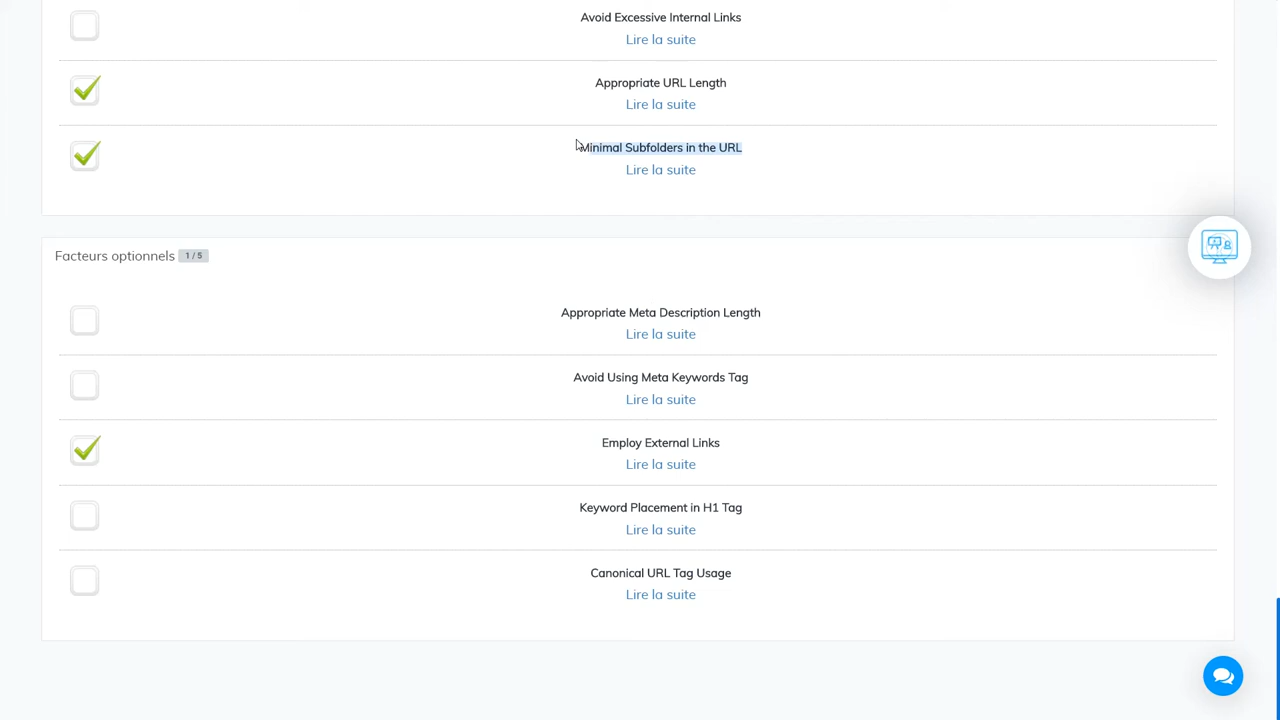 Avoid Excessive Internal Links
Lire la suite
Appropriate URL Length
Lire la suite
Minimal Subfolders in the URL
Lire la suite
Facteurs optionnels 1 / 5
Appropriate Meta Description Length
Lire la suite
Avoid Using Meta Keywords Tag
Lire la suite
Employ External Links
Lire la suite
Keyword Placement in H1 Tag
Lire la suite
Canonical URL Tag Usage
Lire la suite